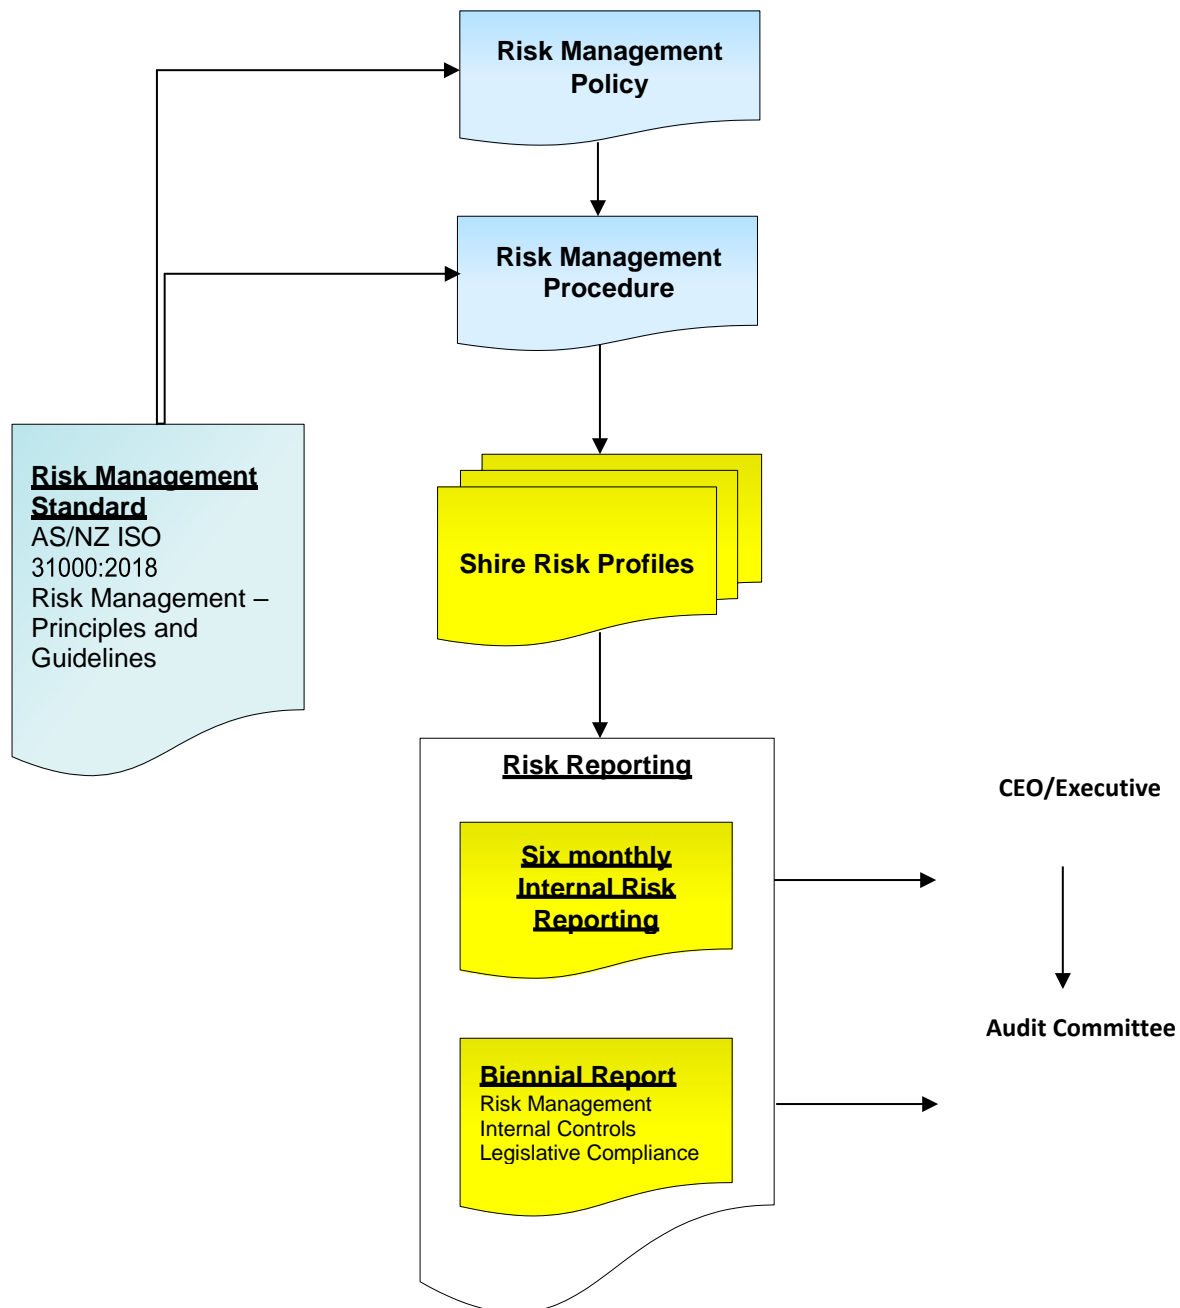 Risk Management
Policy
Risk Management
Procedure
Risk Management
Standard
AS/NZ ISO
31000:2018
Risk Management –
Principles and
Guidelines
Shire Risk Profiles
Risk Reporting
Six monthly
Internal Risk
Reporting
CEO/Executive
Audit Committee
Biennial Report
Risk Management
Internal Controls
Legislative Compliance